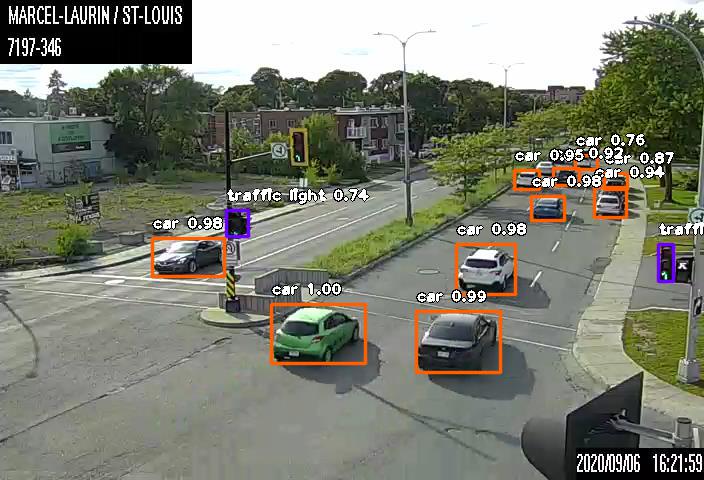 MARCEL-LAURIN / ST-LOUIS
7197-346
car 0.76
car 0.95
0.92
0.87
car 0.98
car 0.94
traffic light 0.74
car 0.98
car 0.98
traffi
car 1.00
car 0.99
2020/09/06 16:21:59